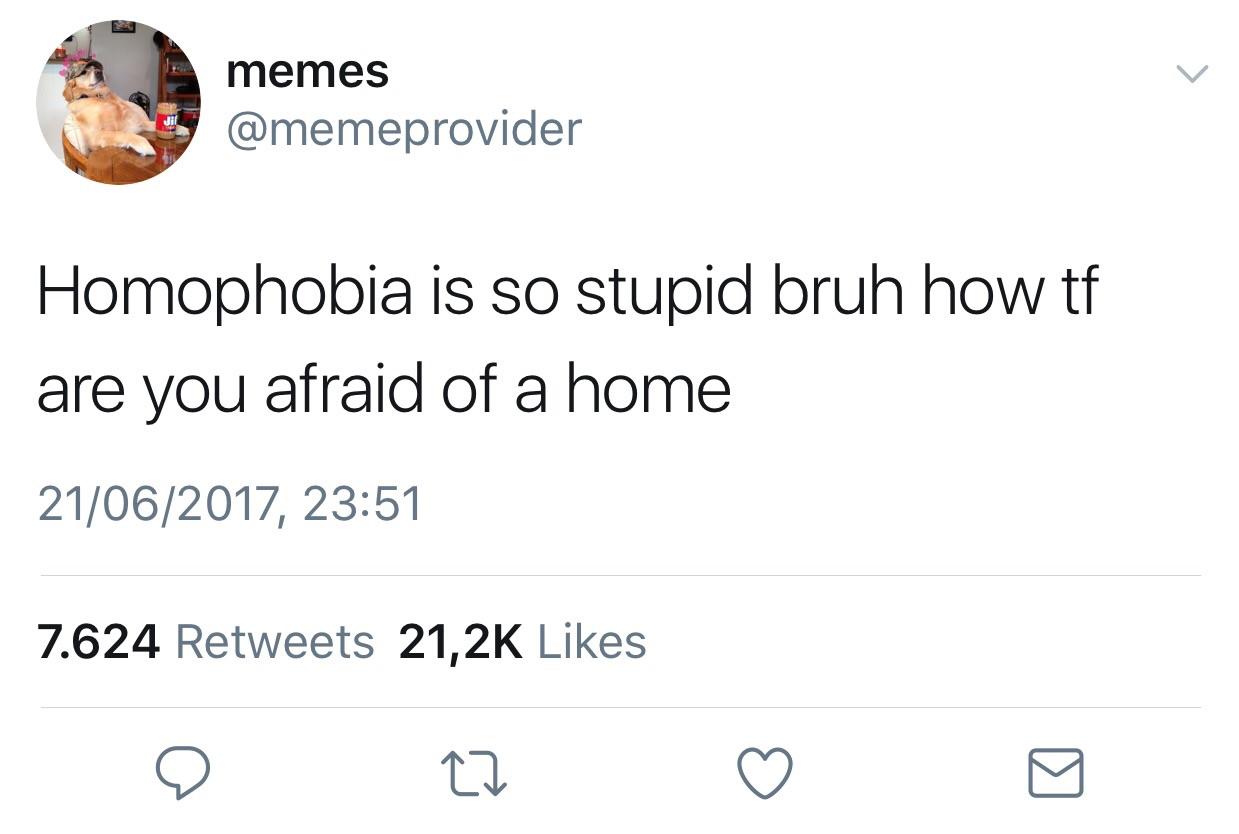 memes
@memeprovider
Homophobia is so stupid bruh how tf
are you afraid of a home
21/06/2017, 23:51
7.624 Retweets 21,2K Likes